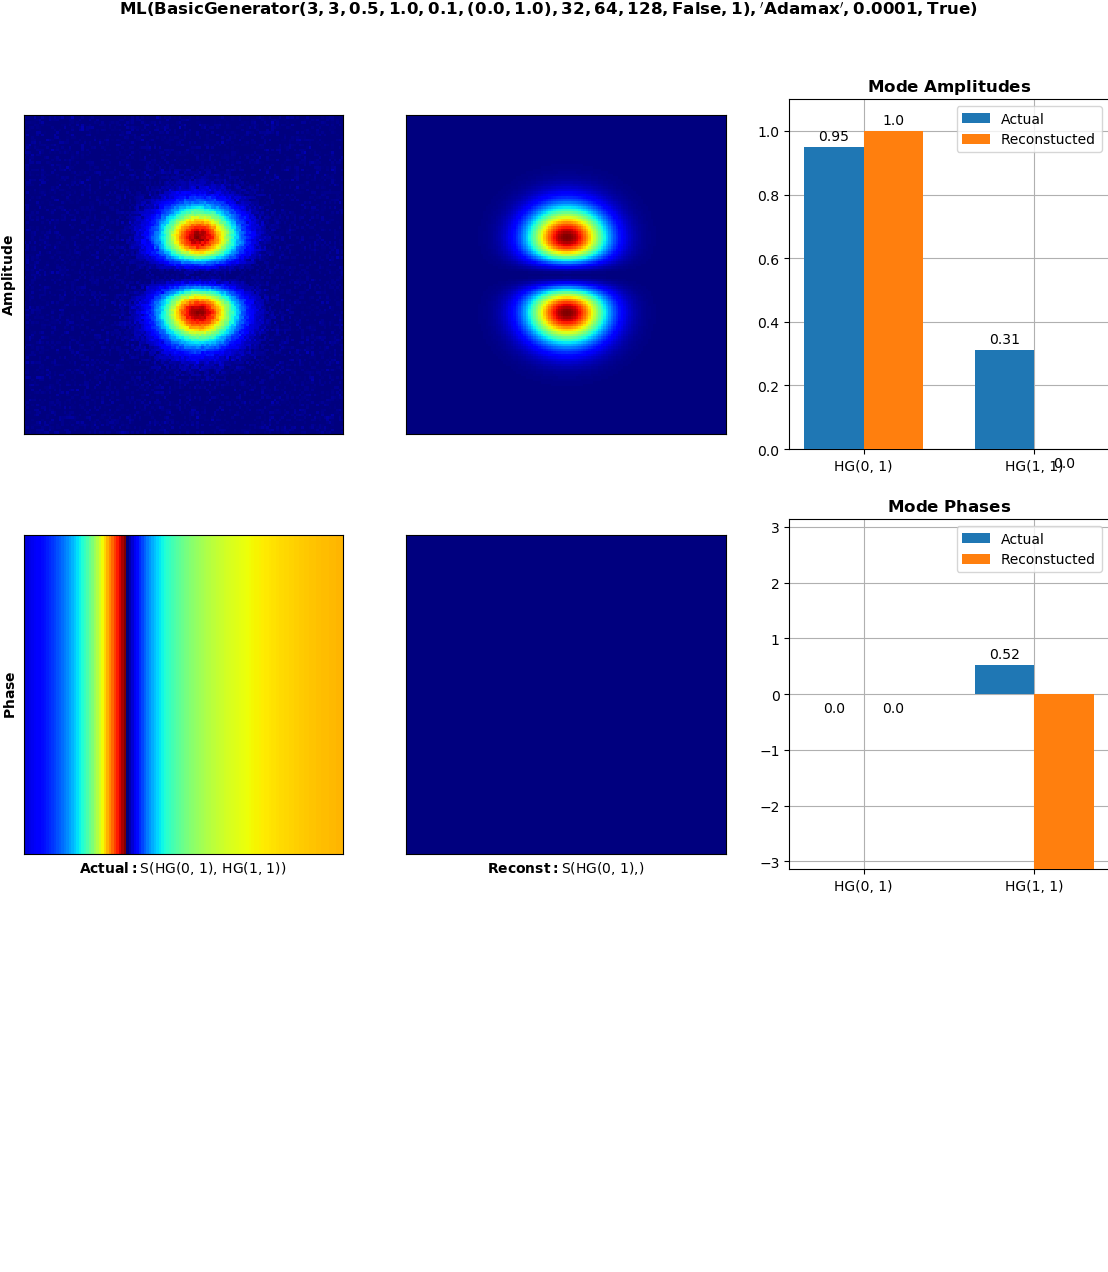 ML(BasicGenerator(3, 3, 0.5, 1.0, 0.1, (0.0, 1.0), 32, 64, 128, False, 1), ′Adamax′, 0.0001, True)
Amplitude
Mode Amplitudes
Actual
Reconstucted
1.0
0.8
0.6
0.4
0.2
0.0
0.95
1.0
0.31
0.0
HG(0, 1)
HG(1, 1)
Phase
Actual: S(HG(0, 1), HG(1, 1))
Reconst: S(HG(0, 1),)
Mode Phases
Actual
Reconstucted
3
2
1
0
−1
−2
−3
0.0
0.0
0.52
HG(0, 1)
HG(1, 1)